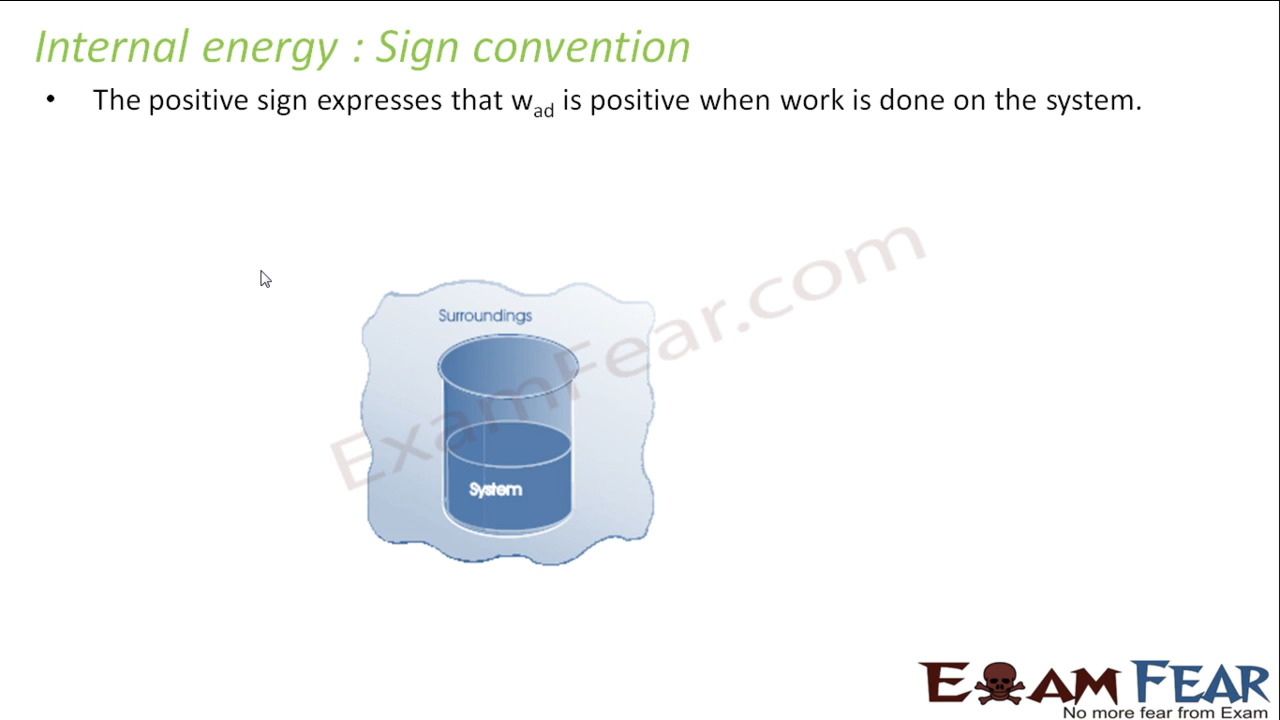 Internal energy : Sign convention
• The positive sign expresses that wad is positive when work is done on the system.
Surroundings
ExamFear.com
System
EXAM FEAR
No more fear from Exam